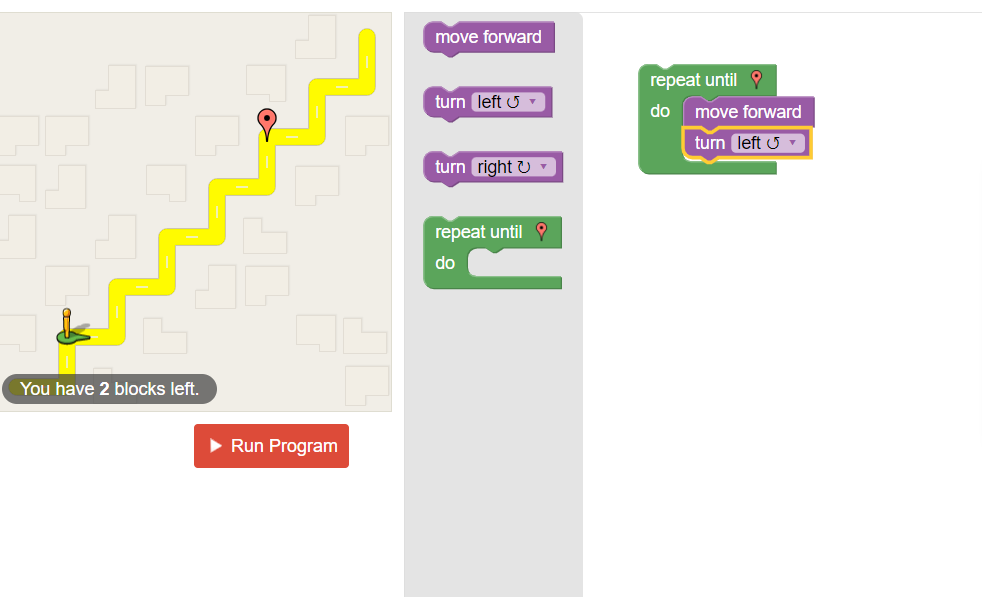 You have 2 blocks left.
Run Program
move forward
turn left ↺ ▾
turn right ↻ ▾
repeat until
do
repeat until
do move forward
turn left ↺ ▾